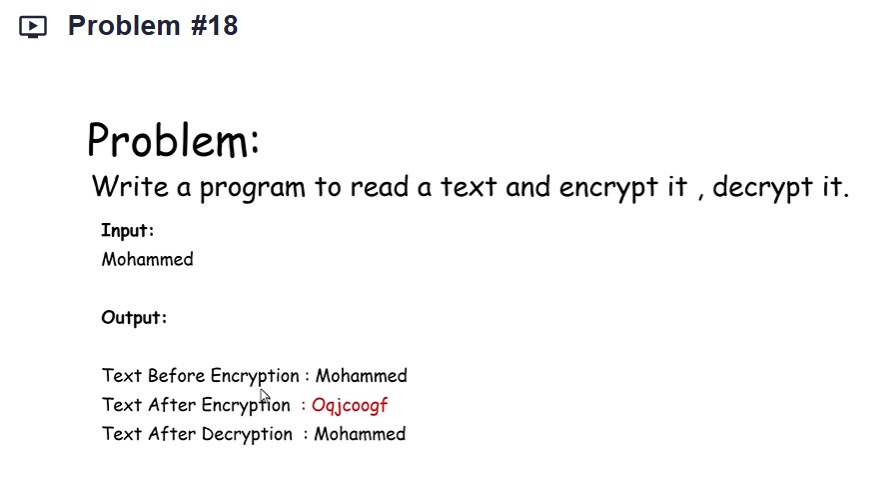 Problem #18
Problem:
Write a program to read a text and encrypt it , decrypt it.
Input:
Mohammed
Output:
Text Before Encryption : Mohammed
Text After Encryption : Oqjcoogf
Text After Decryption : Mohammed